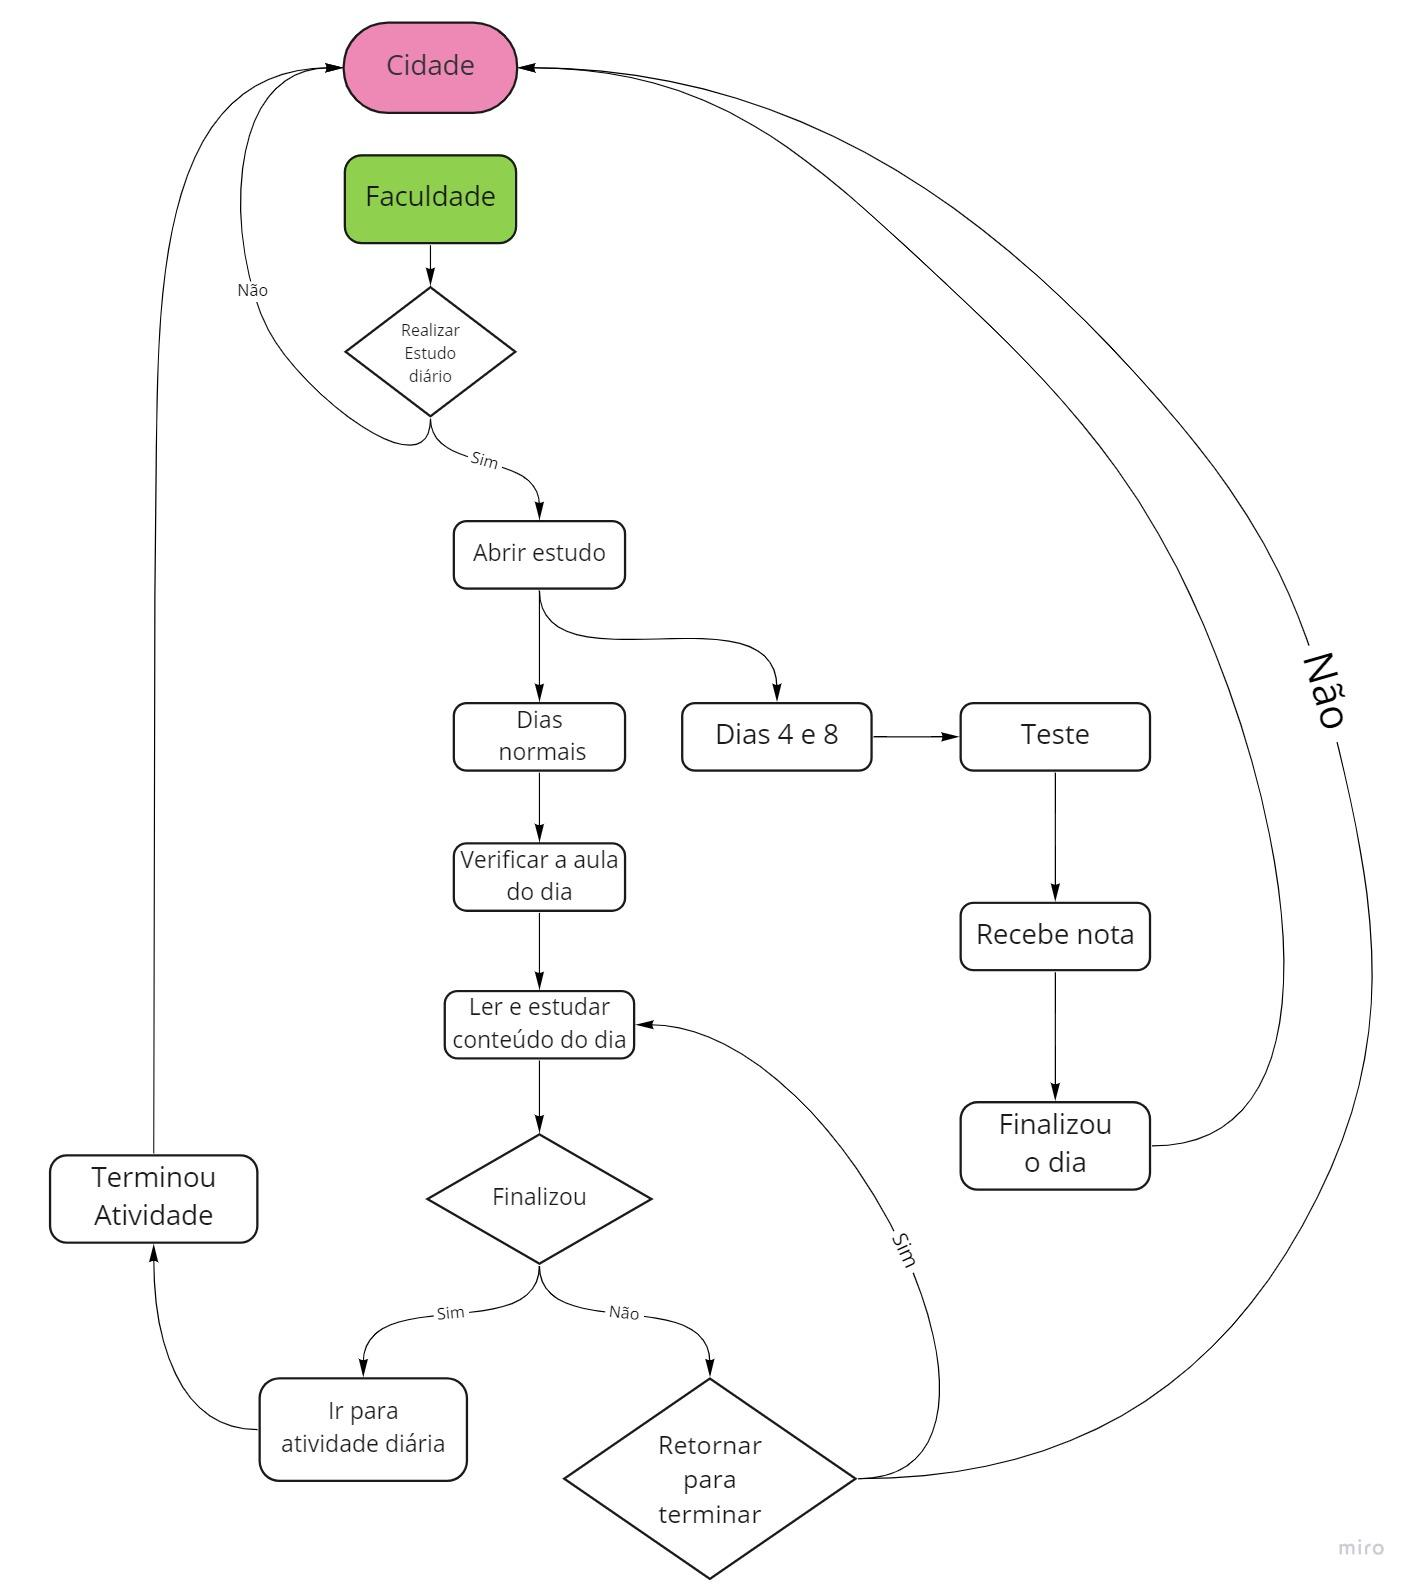 Cidade
Faculdade
Não
Realizar
Estudo
diário
Sim
Abrir estudo
Dias
normais
Dias 4 e 8
Teste
Não
Verificar a aula
do dia
Recebe nota
Ler e estudar
conteúdo do dia
Finalizou
o dia
Terminou
Atividade
Finalizou
Sim
Sim
Não
Ir para
atividade diária
Retornar
para
terminar
miro